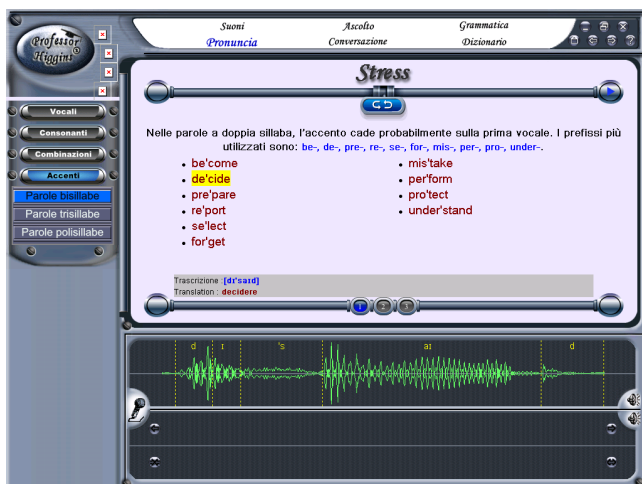 Professor
Higgins
Suoni
Ascolto
Grammatica
Pronuncia
Conversazione
Dizionario
Vocali
Consonanti
Combinazioni
Accenti
Parole bisillabe
Parole trisillabe
Parole polisillabe
Stress
Nelle parole a doppia sillaba, l'accento cade probabilmente sulla prima vocale. I prefissi più
utilizzati sono: be-, de-, pre-, re-, se-, for-, mis-, per-, pro-, under-.
• be'come
• de'cide
• pre'pare
• re'port
• se'lect
• for'get
• mis'take
• per'form
• pro'tect
• under'stand
Trascrizione :[dɪ'saɪd]
Translation : decidere
1 2 3
d ɪ 's aɪ d